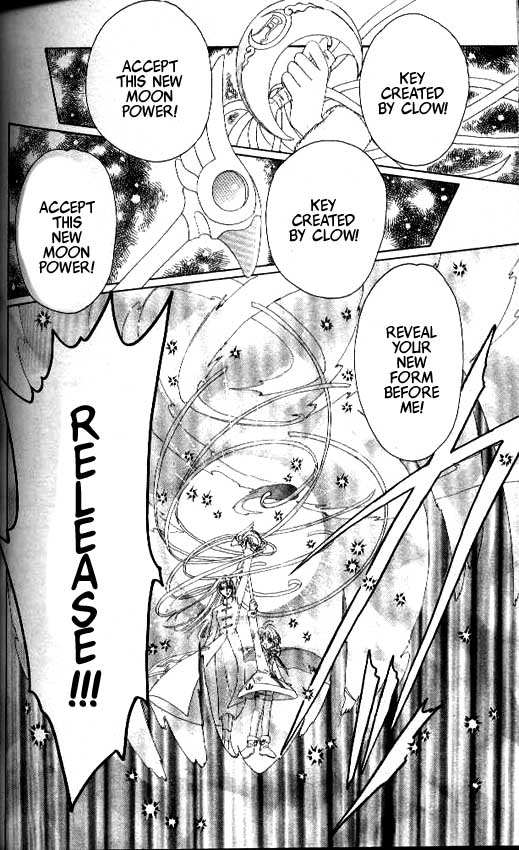 KEY
CREATED
BY CLOW!
ACCEPT
THIS NEW
MOON
POWER!
KEY
CREATED
BY CLOW!
ACCEPT
THIS
NEW
MOON
POWER!
REVEAL
YOUR
NEW
FORM
BEFORE
ME!
RELEASE!!!